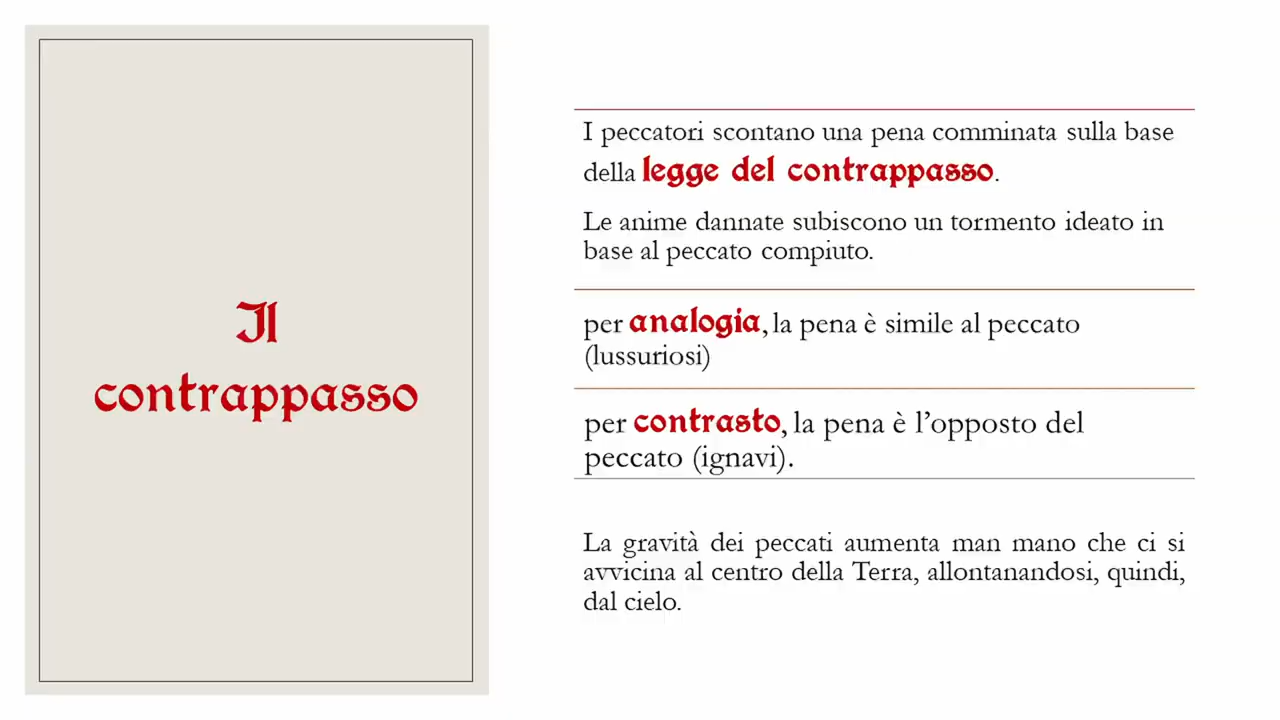 Il
contrappasso
I peccatori scontano una pena comminata sulla base
della legge del contrappasso.
Le anime dannate subiscono un tormento ideato in
base al peccato compiuto.
per analogia, la pena è simile al peccato
(lussuriosi)
per contrasto, la pena è l’opposto del
peccato (ignavi).
La gravità dei peccati aumenta man mano che ci si
avvicina al centro della Terra, allontanandosi, quindi,
dal cielo.